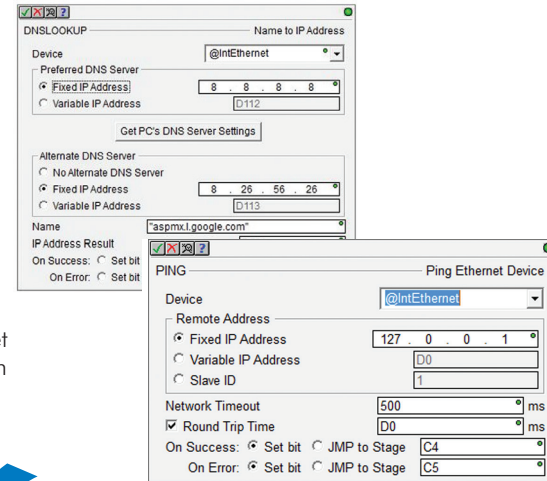 DNSLOOKUP Name to IP Address
Device @IntEthernet
Preferred DNS Server
Fixed IP Address 8 . 8 . 8 . 8
Variable IP Address D112
Get PC's DNS Server Settings
Alternate DNS Server
No Alternate DNS Server
Fixed IP Address 8 . 26 . 56 . 26
Variable IP Address D113
Name "aspmx.l.google.com"
IP Address Result
On Success: Set bit
On Error: Set bit
PING Ping Ethernet Device
Device @IntEthernet
Remote Address
Fixed IP Address 127 . 0 . 0 . 1
Variable IP Address D0
Slave ID 1
Network Timeout 500 ms
Round Trip Time D0 ms
On Success: Set bit JMP to Stage C4
On Error: Set bit JMP to Stage C5